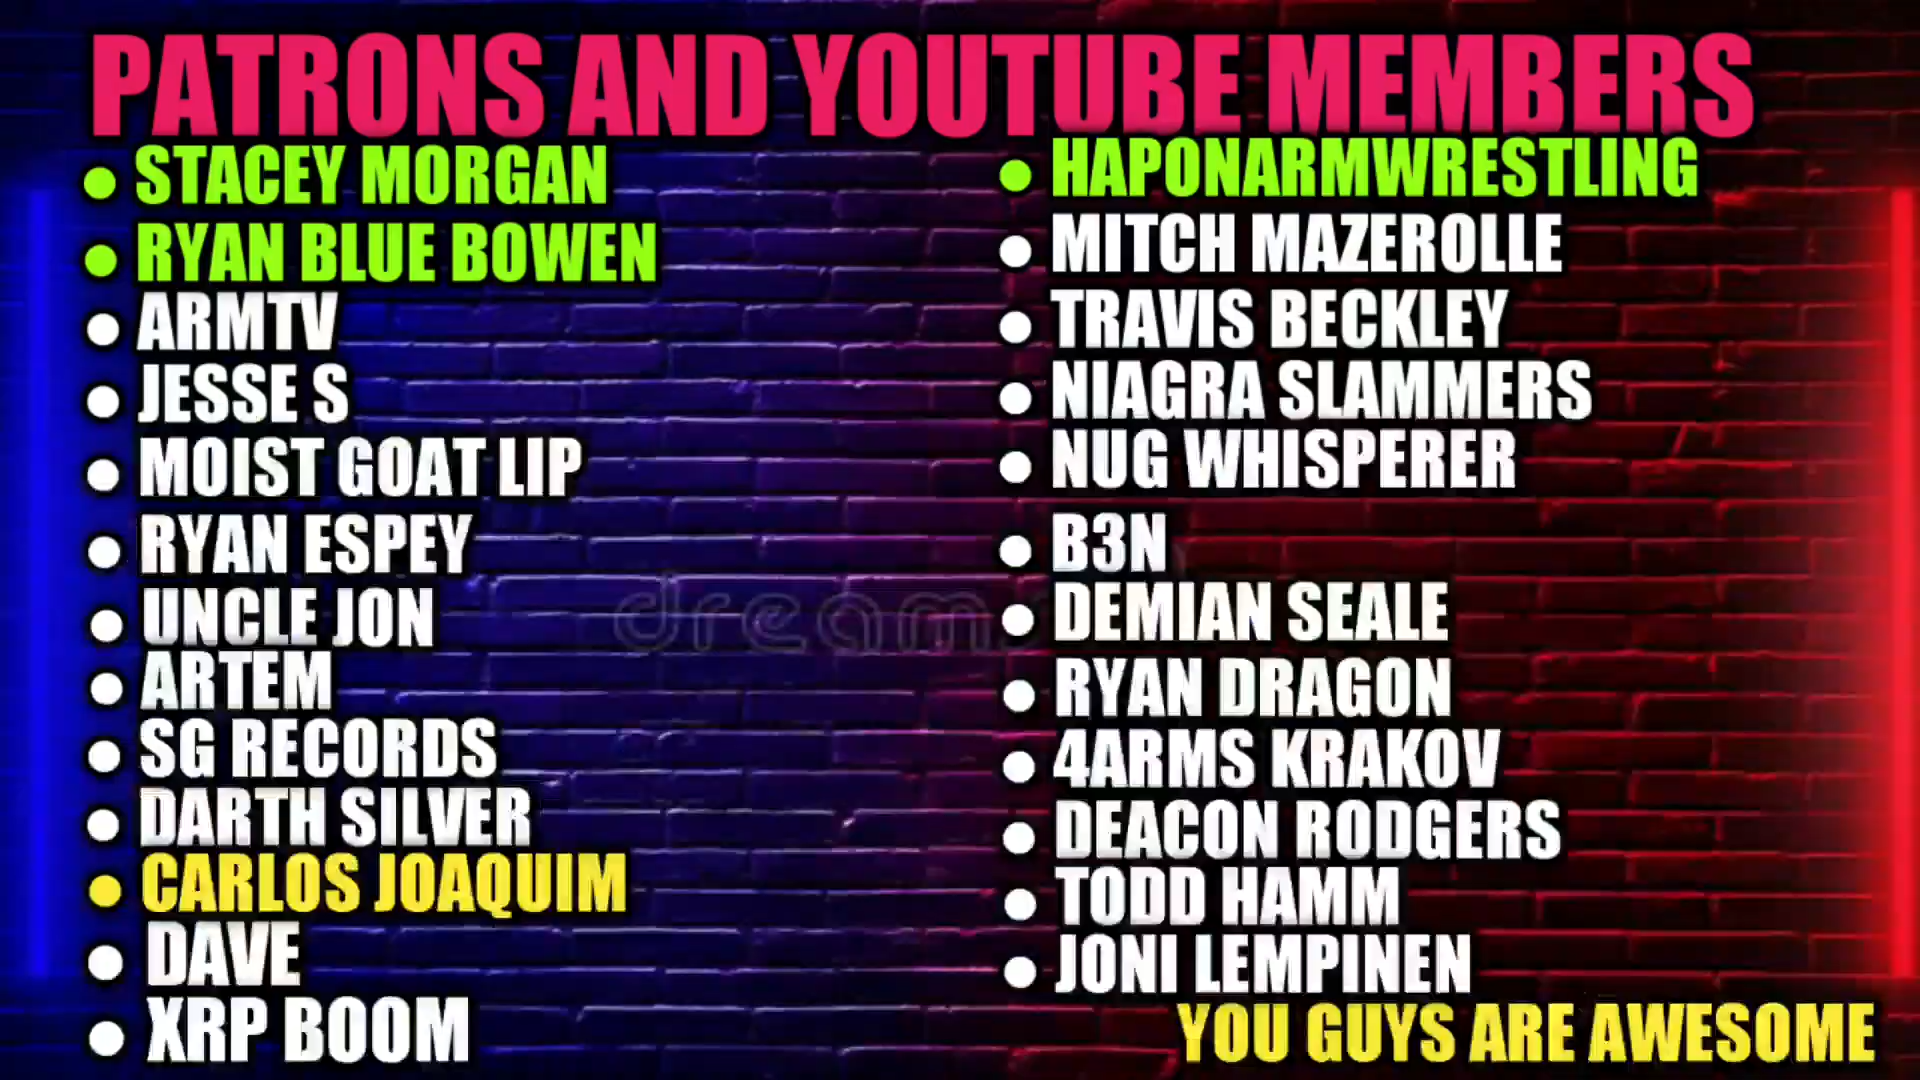 PATRONS AND YOUTUBE MEMBERS
• STACEY MORGAN
• RYAN BLUE BOWEN
• ARMTV
• JESSE S
• MOIST GOAT LIP
• RYAN ESPEY
• UNCLE JON
• ARTEM
• SG RECORDS
• DARTH SILVER
• CARLOS JOAQUIM
• DAVE
• XRP BOOM
• HAPONARMWRESTLING
• MITCH MAZEROLLE
• TRAVIS BECKLEY
• NIAGRA SLAMMERS
• NUG WHISPERER
• B3N
• DEMIAN SEALE
• RYAN DRAGON
• 4ARMS KRAKOV
• DEACON RODGERS
• TODD HAMM
• JONI LEMPINEN
YOU GUYS ARE AWESOME
dreams